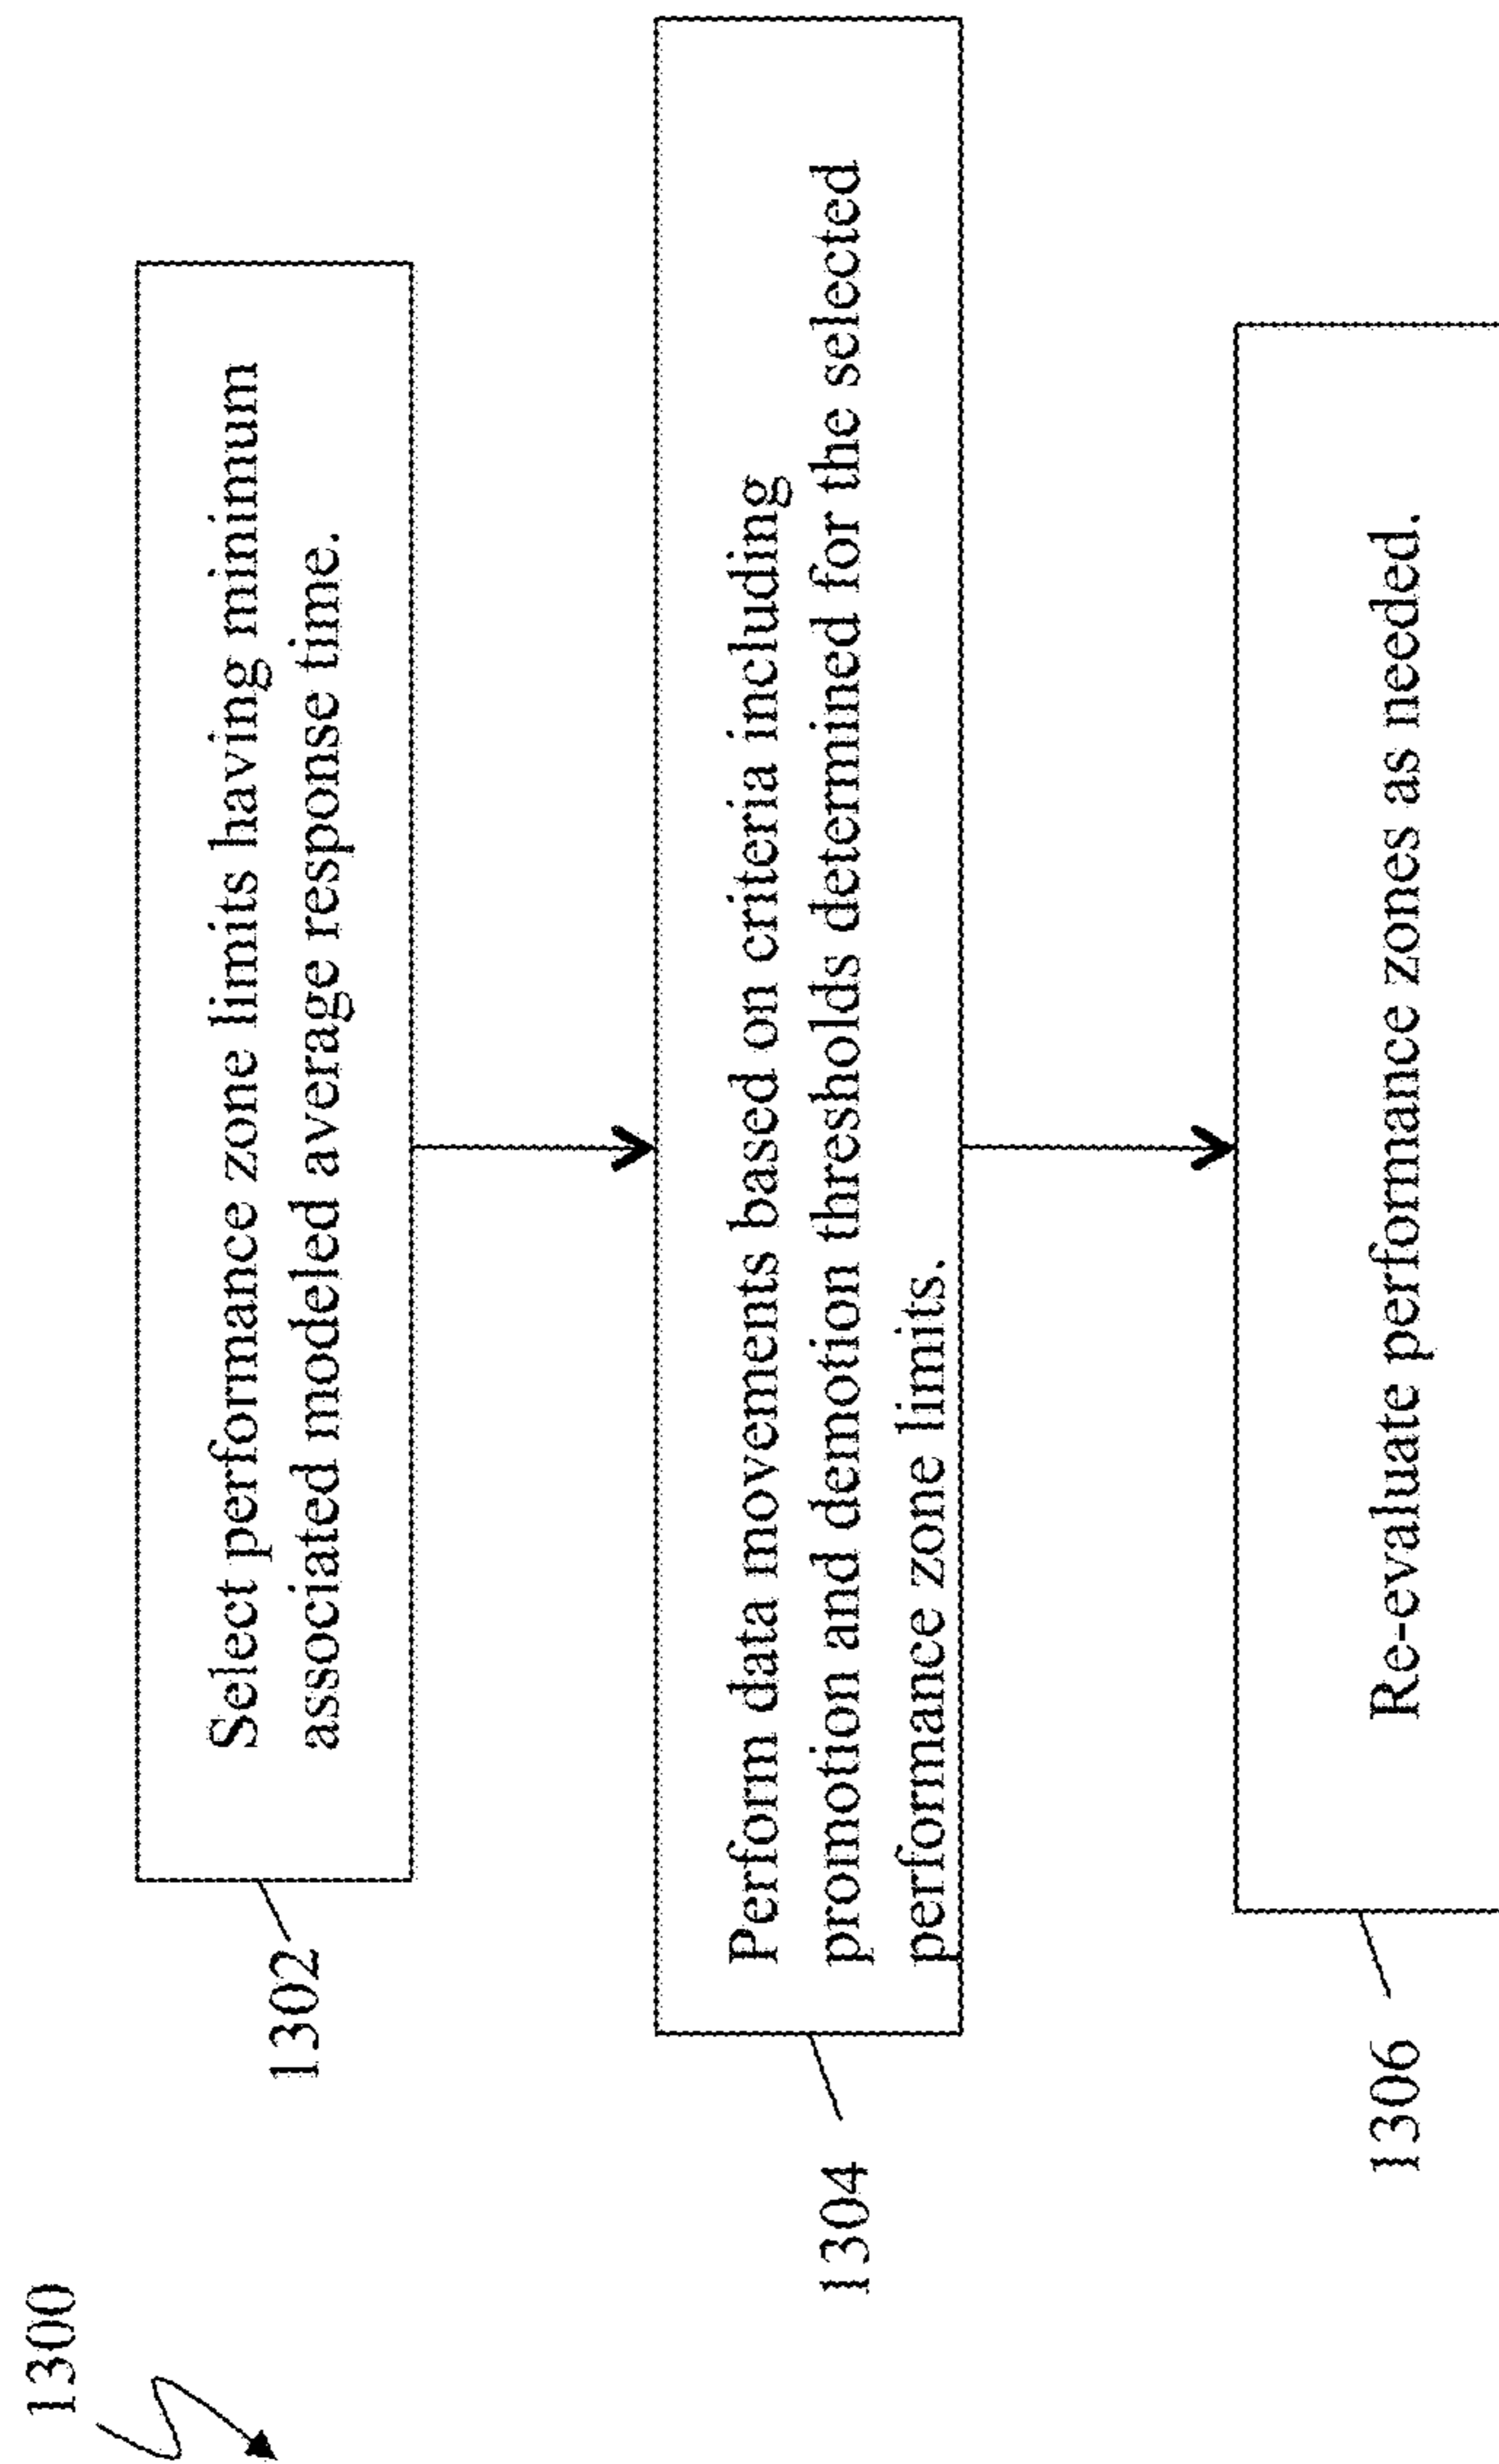 1300
1302
Select performance zone limits having minimum
associated modeled average response time.
1304
Perform data movements based on criteria including
promotion and demotion thresholds determined for the selected
performance zone limits.
1306
Re-evaluate performance zones as needed.